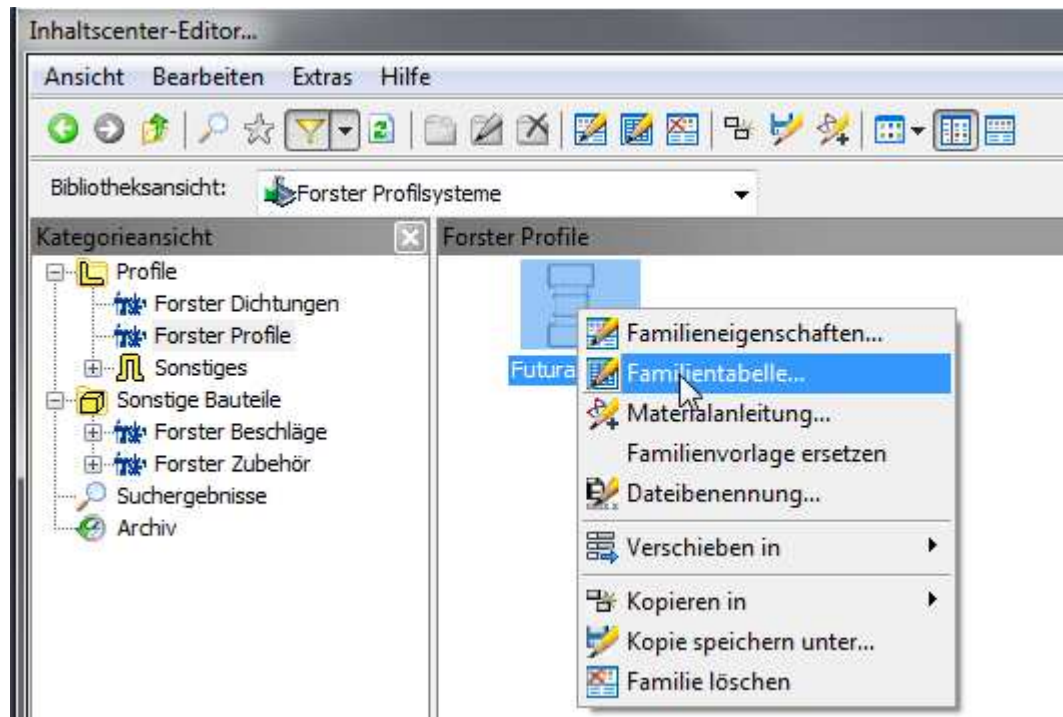 Inhaltscenter-Editor...
Ansicht Bearbeiten Extras Hilfe
Bibliotheksansicht: Forster Profilsysteme
Kategorieansicht
Profile
Forster Dichtungen
Forster Profile
Sonstiges
Sonstige Bauteile
Forster Beschläge
Forster Zubehör
Suchergebnisse
Archiv
Forster Profile
Futura
Familieneigenschaften...
Familientabelle...
Materialanleitung...
Familienvorlage ersetzen
Dateibenennung...
Verschieben in
Kopieren in
Kopie speichern unter...
Familie löschen